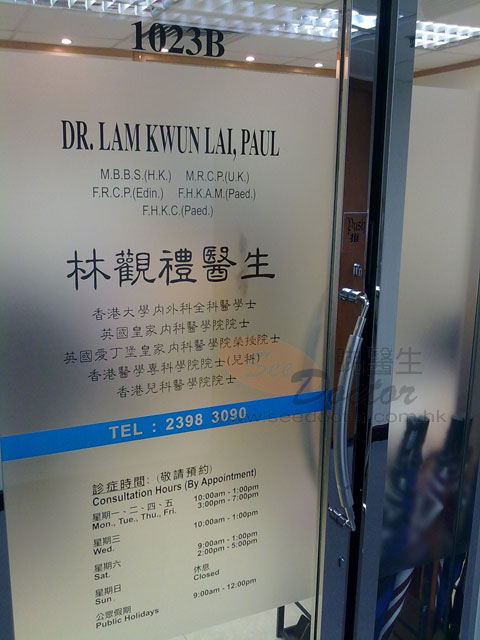 1023B
DR. LAM KWUN LAI, PAUL
M.B.B.S.(H.K.) M.R.C.P.(U.K.)
F.R.C.P.(Edin.) F.H.K.A.M.(Paed.)
F.H.K.C.(Paed.)
林觀禮醫生
香港大學內外科全科醫學士
英國皇家內科醫學院院士
英國愛丁堡皇家內科醫學院榮授院士
香港醫學專科學院院士(兒科)
香港兒科醫學院院士
See 醫生
Doctor
TEL : 2398 3090
診症時間: (敬請預約)
Consultation Hours (By Appointment)
星期一、二、四、五 10:00am - 1:00pm
Mon., Tue., Thu., Fri. 3:00pm - 7:00pm
星期三 10:00am - 1:00pm
Wed.
星期六 9:00am - 1:00pm
Sat. 2:00pm - 5:00pm
星期日 休息
Sun. Closed
公眾假期 9:00am - 12:00pm
Public Holidays